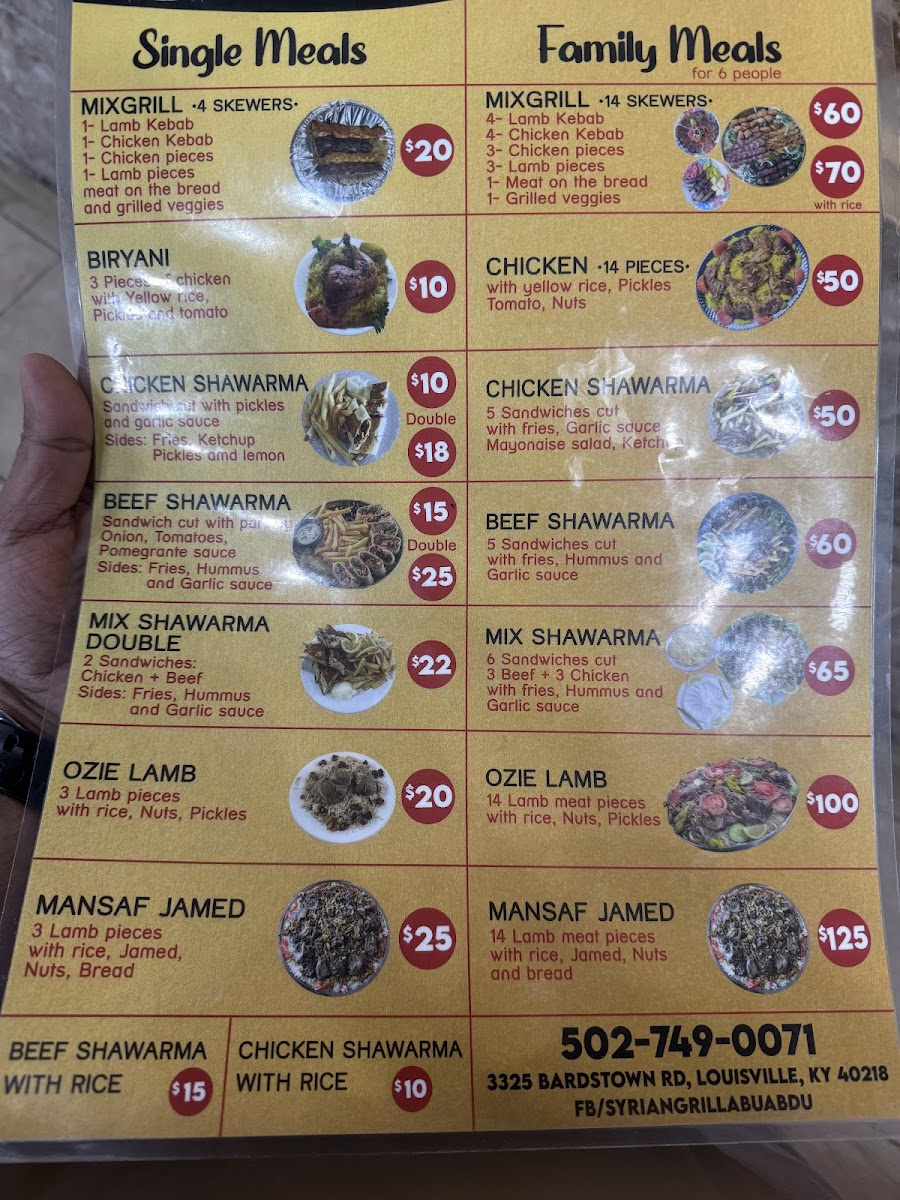 Single Meals
MIXGRILL •4 SKEWERS•
1- Lamb Kebab
1- Chicken Kebab
1- Chicken pieces
1- Lamb pieces
meat on the bread
and grilled veggies
$20
BIRYANI
3 Pieces of chicken
with Yellow rice,
Pickles and tomato
$10
CHICKEN SHAWARMA
Sandwich cut with pickles
and garlic sauce
Sides: Fries, Ketchup
Pickles amd lemon
$10
Double
$18
BEEF SHAWARMA
Sandwich cut with
Onion, Tomatoes,
Pomegrante sauce
Sides: Fries, Hummus
and Garlic sauce
$15
Double
$25
MIX SHAWARMA
DOUBLE
2 Sandwiches:
Chicken + Beef
Sides: Fries, Hummus
and Garlic sauce
$22
OZIE LAMB
3 Lamb pieces
with rice, Nuts, Pickles
$20
MANSAF JAMED
3 Lamb pieces
with rice, Jamed,
Nuts, Bread
$25
BEEF SHAWARMA
WITH RICE
$15
CHICKEN SHAWARMA
WITH RICE
$10
Family Meals
for 6 people
MIXGRILL •14 SKEWERS•
4- Lamb Kebab
4- Chicken Kebab
3- Chicken pieces
3- Lamb pieces
1- Meat on the bread
1- Grilled veggies
$60
$70
with rice
CHICKEN •14 PIECES•
with yellow rice, Pickles
Tomato, Nuts
$50
CHICKEN SHAWARMA
5 Sandwiches cut
with fries, Garlic sauce
Mayonaise salad, Ketchup
$50
BEEF SHAWARMA
5 Sandwiches cut
with fries, Hummus and
Garlic sauce
$60
MIX SHAWARMA
6 Sandwiches cut
3 Beef + 3 Chicken
with fries, Hummus and
Garlic sauce
$65
OZIE LAMB
14 Lamb meat pieces
with rice, Nuts, Pickles
$100
MANSAF JAMED
14 Lamb meat pieces
with rice, Jamed, Nuts
and bread
$125
502-749-0071
3325 BARDSTOWN RD, LOUISVILLE, KY 40218
FB/SYRIANGRILLABUABDU